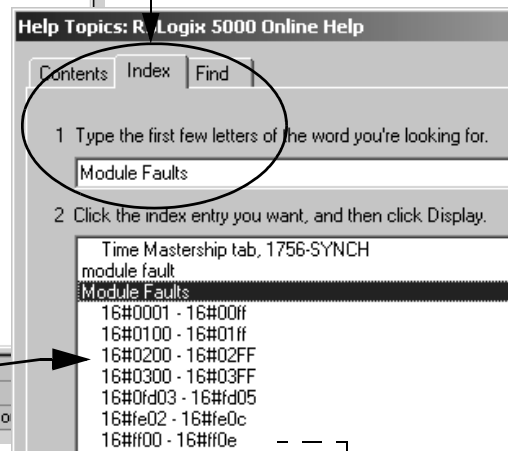 Help Topics: RSLogix 5000 Online Help
Contents Index Find
1 Type the first few letters of the word you're looking for.
Module Faults
2 Click the index entry you want, and then click Display.
Time Mastership tab, 1756-SYNCH
module fault
Module Faults
16#0001 - 16#00ff
16#0100 - 16#01ff
16#0200 - 16#02FF
16#0300 - 16#03FF
16#0fd03 - 16#fd05
16#fe02 - 16#fe0c
16#ff00 - 16#ff0e